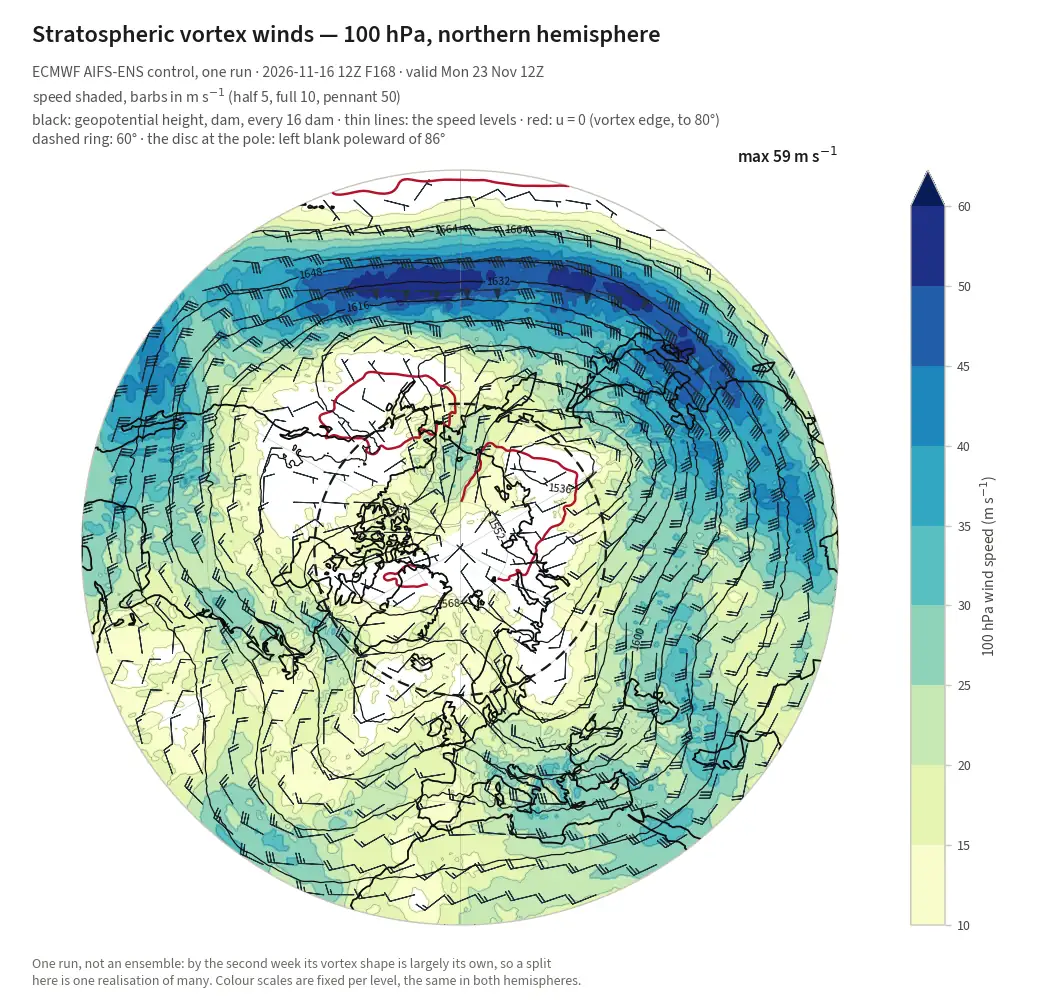 Stratospheric vortex winds — 100 hPa, northern hemisphere
ECMWF AIFS-ENS control, one run · 2026-11-16 12Z F168 · valid Mon 23 Nov 12Z
speed shaded, barbs in m s⁻¹ (half 5, full 10, pennant 50)
black: geopotential height, dam, every 16 dam · thin lines: the speed levels · red: u = 0 (vortex edge, to 80°)
dashed ring: 60° · the disc at the pole: left blank poleward of 86°
max 59 m s⁻¹
1664
1664
1648
1632
1616
1536
1552
1568
1600
60
50
45
40
35
30
25
20
15
10
100 hPa wind speed (m s⁻¹)
One run, not an ensemble: by the second week its vortex shape is largely its own, so a split
here is one realisation of many. Colour scales are fixed per level, the same in both hemispheres.